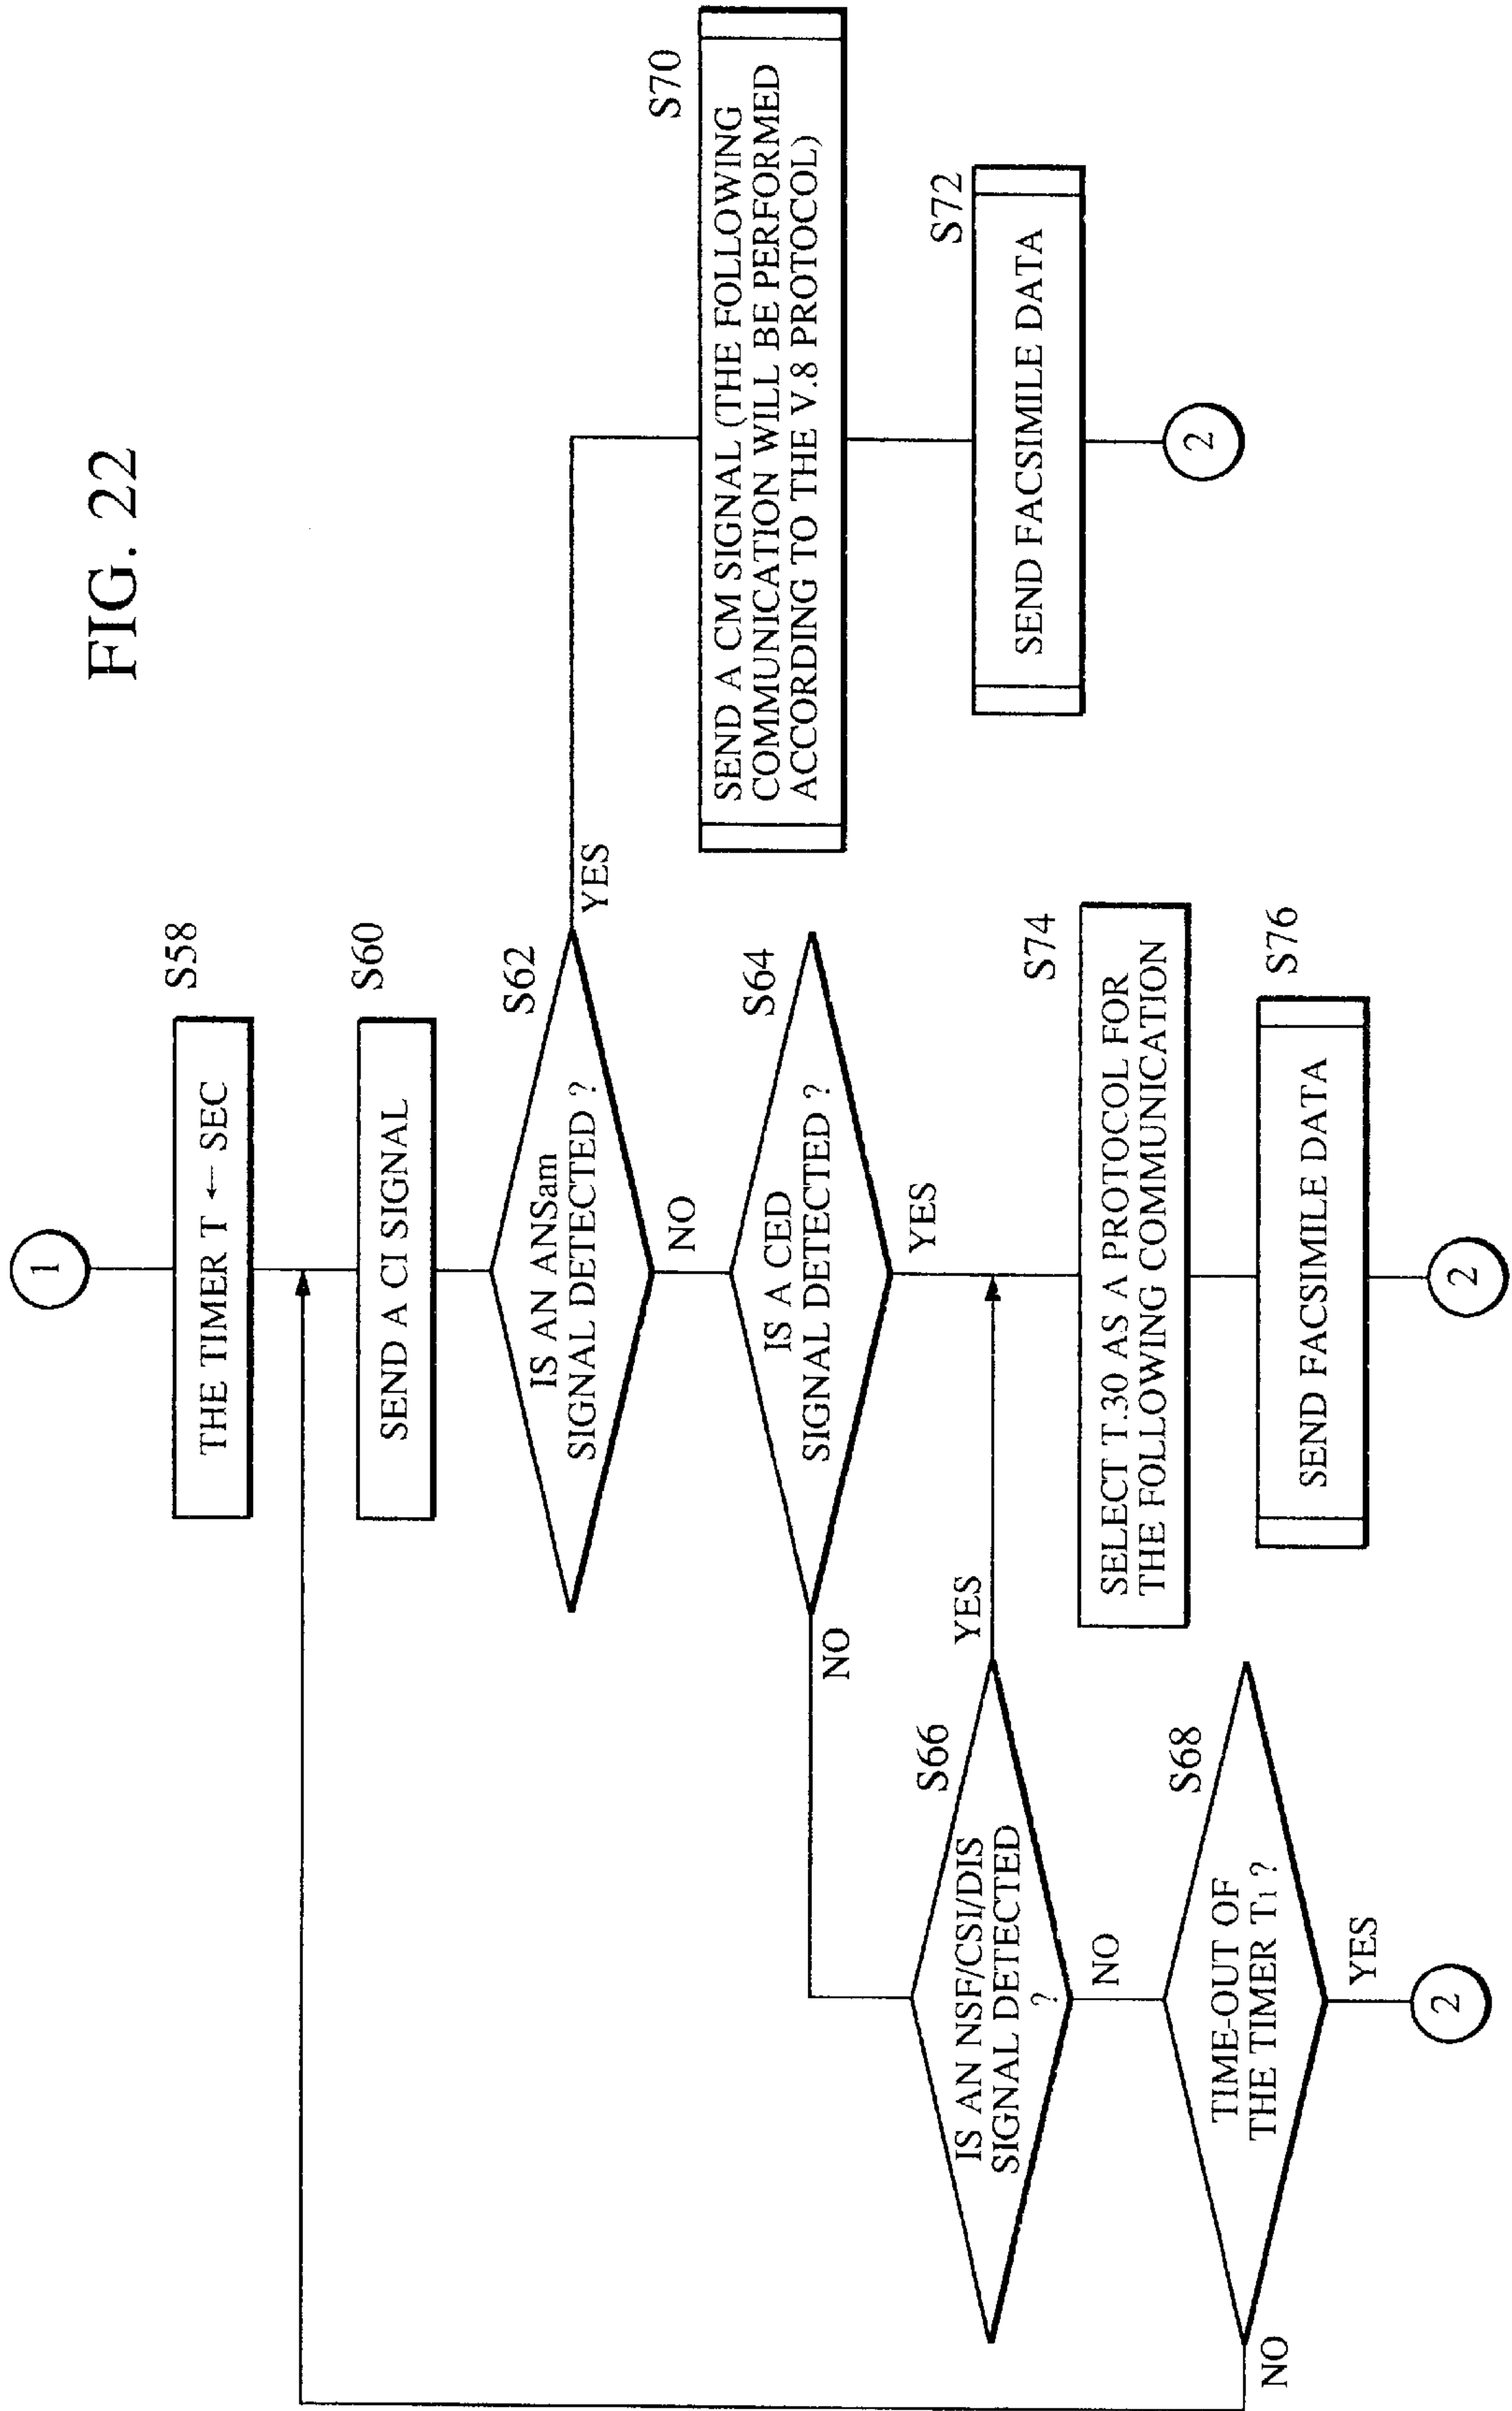 FIG. 22
1
THE TIMER T ← SEC
S58
SEND A CI SIGNAL
S60
IS AN ANSam
SIGNAL DETECTED ?
S62
YES
NO
IS A CED
SIGNAL DETECTED ?
S64
YES
NO
IS AN NSF/CSI/DIS
SIGNAL DETECTED
?
S66
YES
NO
TIME-OUT OF
THE TIMER T1 ?
S68
NO
YES
2
SEND A CM SIGNAL (THE FOLLOWING
COMMUNICATION WILL BE PERFORMED
ACCORDING TO THE V.8 PROTOCOL)
S70
SEND FACSIMILE DATA
S72
2
SELECT T.30 AS A PROTOCOL FOR
THE FOLLOWING COMMUNICATION
S74
SEND FACSIMILE DATA
S76
2